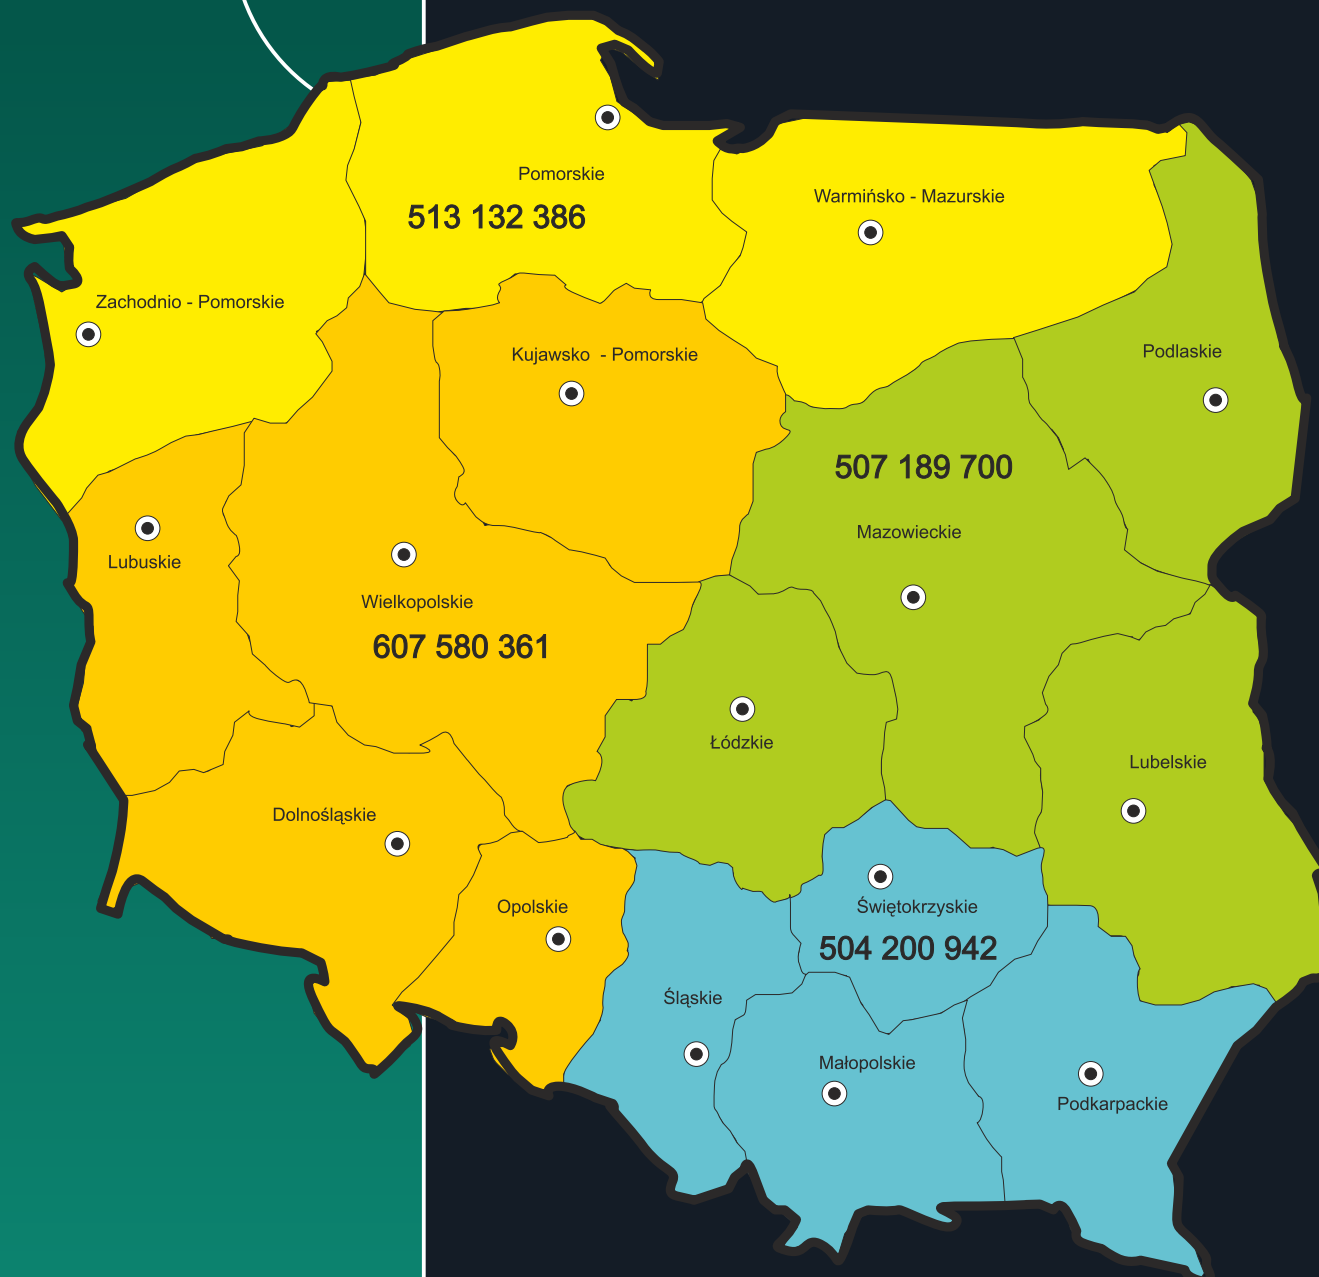 Pomorskie
513 132 386
Warmińsko - Mazurskie
Zachodnio - Pomorskie
Kujawsko - Pomorskie
Podlaskie
507 189 700
Mazowieckie
Lubuskie
Wielkopolskie
607 580 361
Łódzkie
Lubelskie
Dolnośląskie
Opolskie
Świętokrzyskie
504 200 942
Śląskie
Małopolskie
Podkarpackie